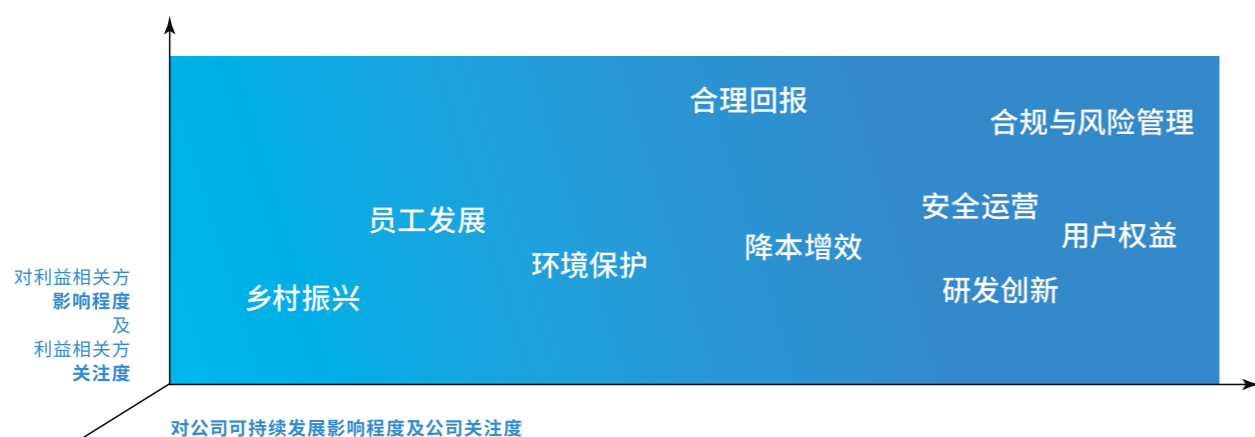 合理回报
合规与风险管理
安全运营
员工发展
用户权益
降本增效
环境保护
研发创新
乡村振兴
对利益相关方
影响程度
及
利益相关方
关注度
对公司可持续发展影响程度及公司关注度